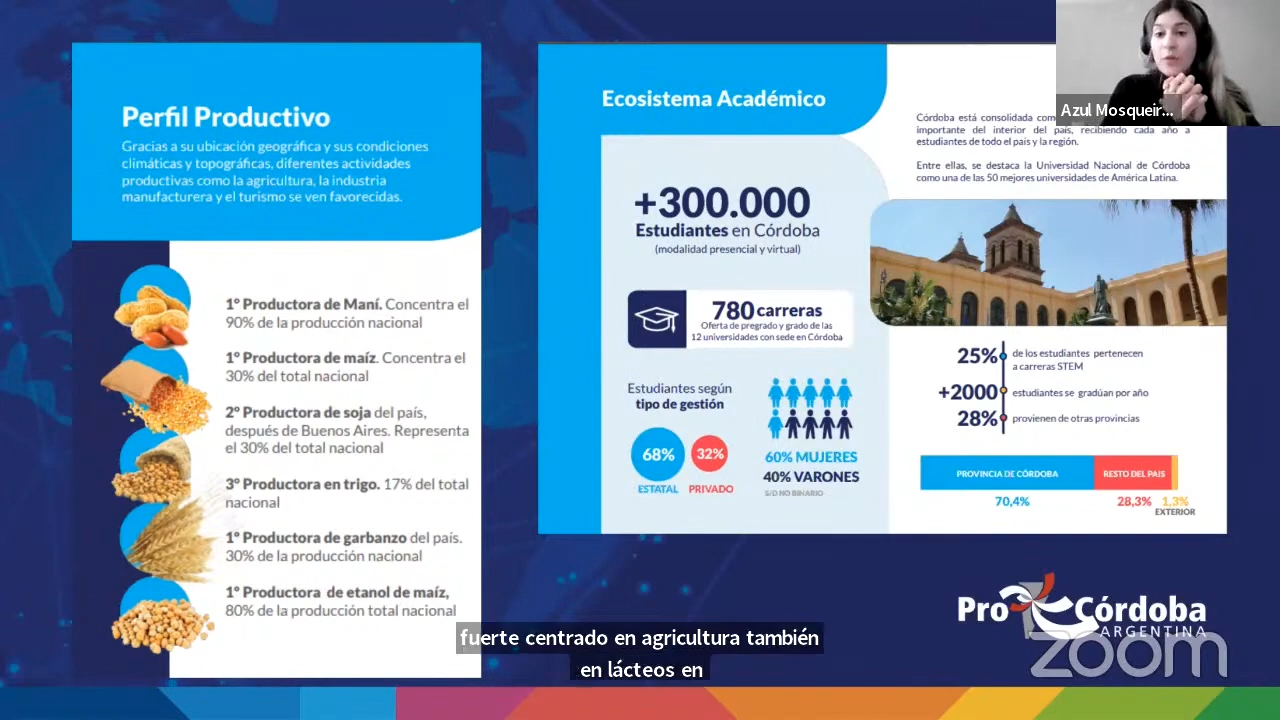 Perfil Productivo
Gracias a su ubicación geográfica y sus condiciones
climáticas y topográficas, diferentes actividades
productivas como la agricultura, la industria
manufacturera y el turismo se ven favorecidas.
1° Productora de Maní. Concentra el
90% de la producción nacional
1° Productora de maíz. Concentra el
30% del total nacional
2° Productora de soja del país,
después de Buenos Aires. Representa
el 30% del total nacional
3° Productora en trigo. 17% del total
nacional
1° Productora de garbanzo del país.
30% de la producción nacional
1° Productora de etanol de maíz,
80% de la producción total nacional
Ecosistema Académico
+300.000
Estudiantes en Córdoba
(modalidad presencial y virtual)
780 carreras
Oferta de pregrado y grado de las
12 universidades con sede en Córdoba
Estudiantes según
tipo de gestión
68%
32%
ESTATAL
PRIVADO
60% MUJERES
40% VARONES
S/D NO BINARIO
Córdoba está consolidada
importante del interior del país, recibiendo cada año a
estudiantes de todo el país y la región.
Entre ellas, se destaca la Universidad Nacional de Córdoba
como una de las 50 mejores universidades de América Latina.
25% de los estudiantes pertenecen
a carreras STEM
+2000 estudiantes se gradúan por año
28% provienen de otras provincias
PROVINCIA DE CÓRDOBA
RESTO DEL PAIS
70,4%
28,3%
1,3%
EXTERIOR
Azul Mosqueir...
Pro Córdoba
ARGENTINA
zoom
fuerte centrado en agricultura también
en lácteos en